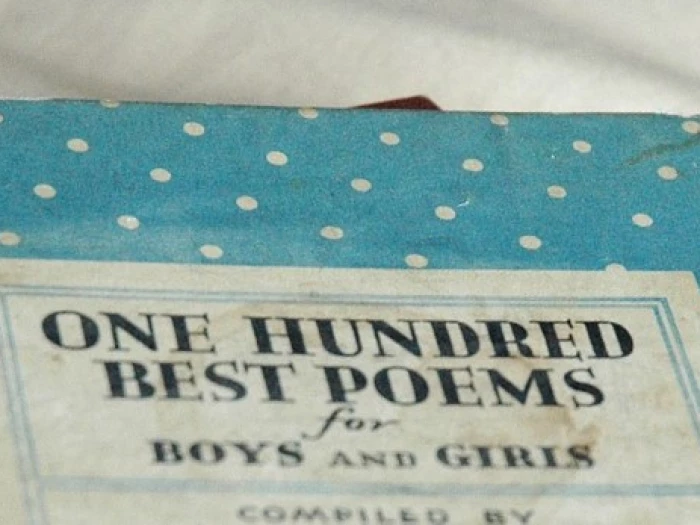 ONE HUNDRED
BEST POEMS
for
BOYS AND GIRLS
COMPILED BY